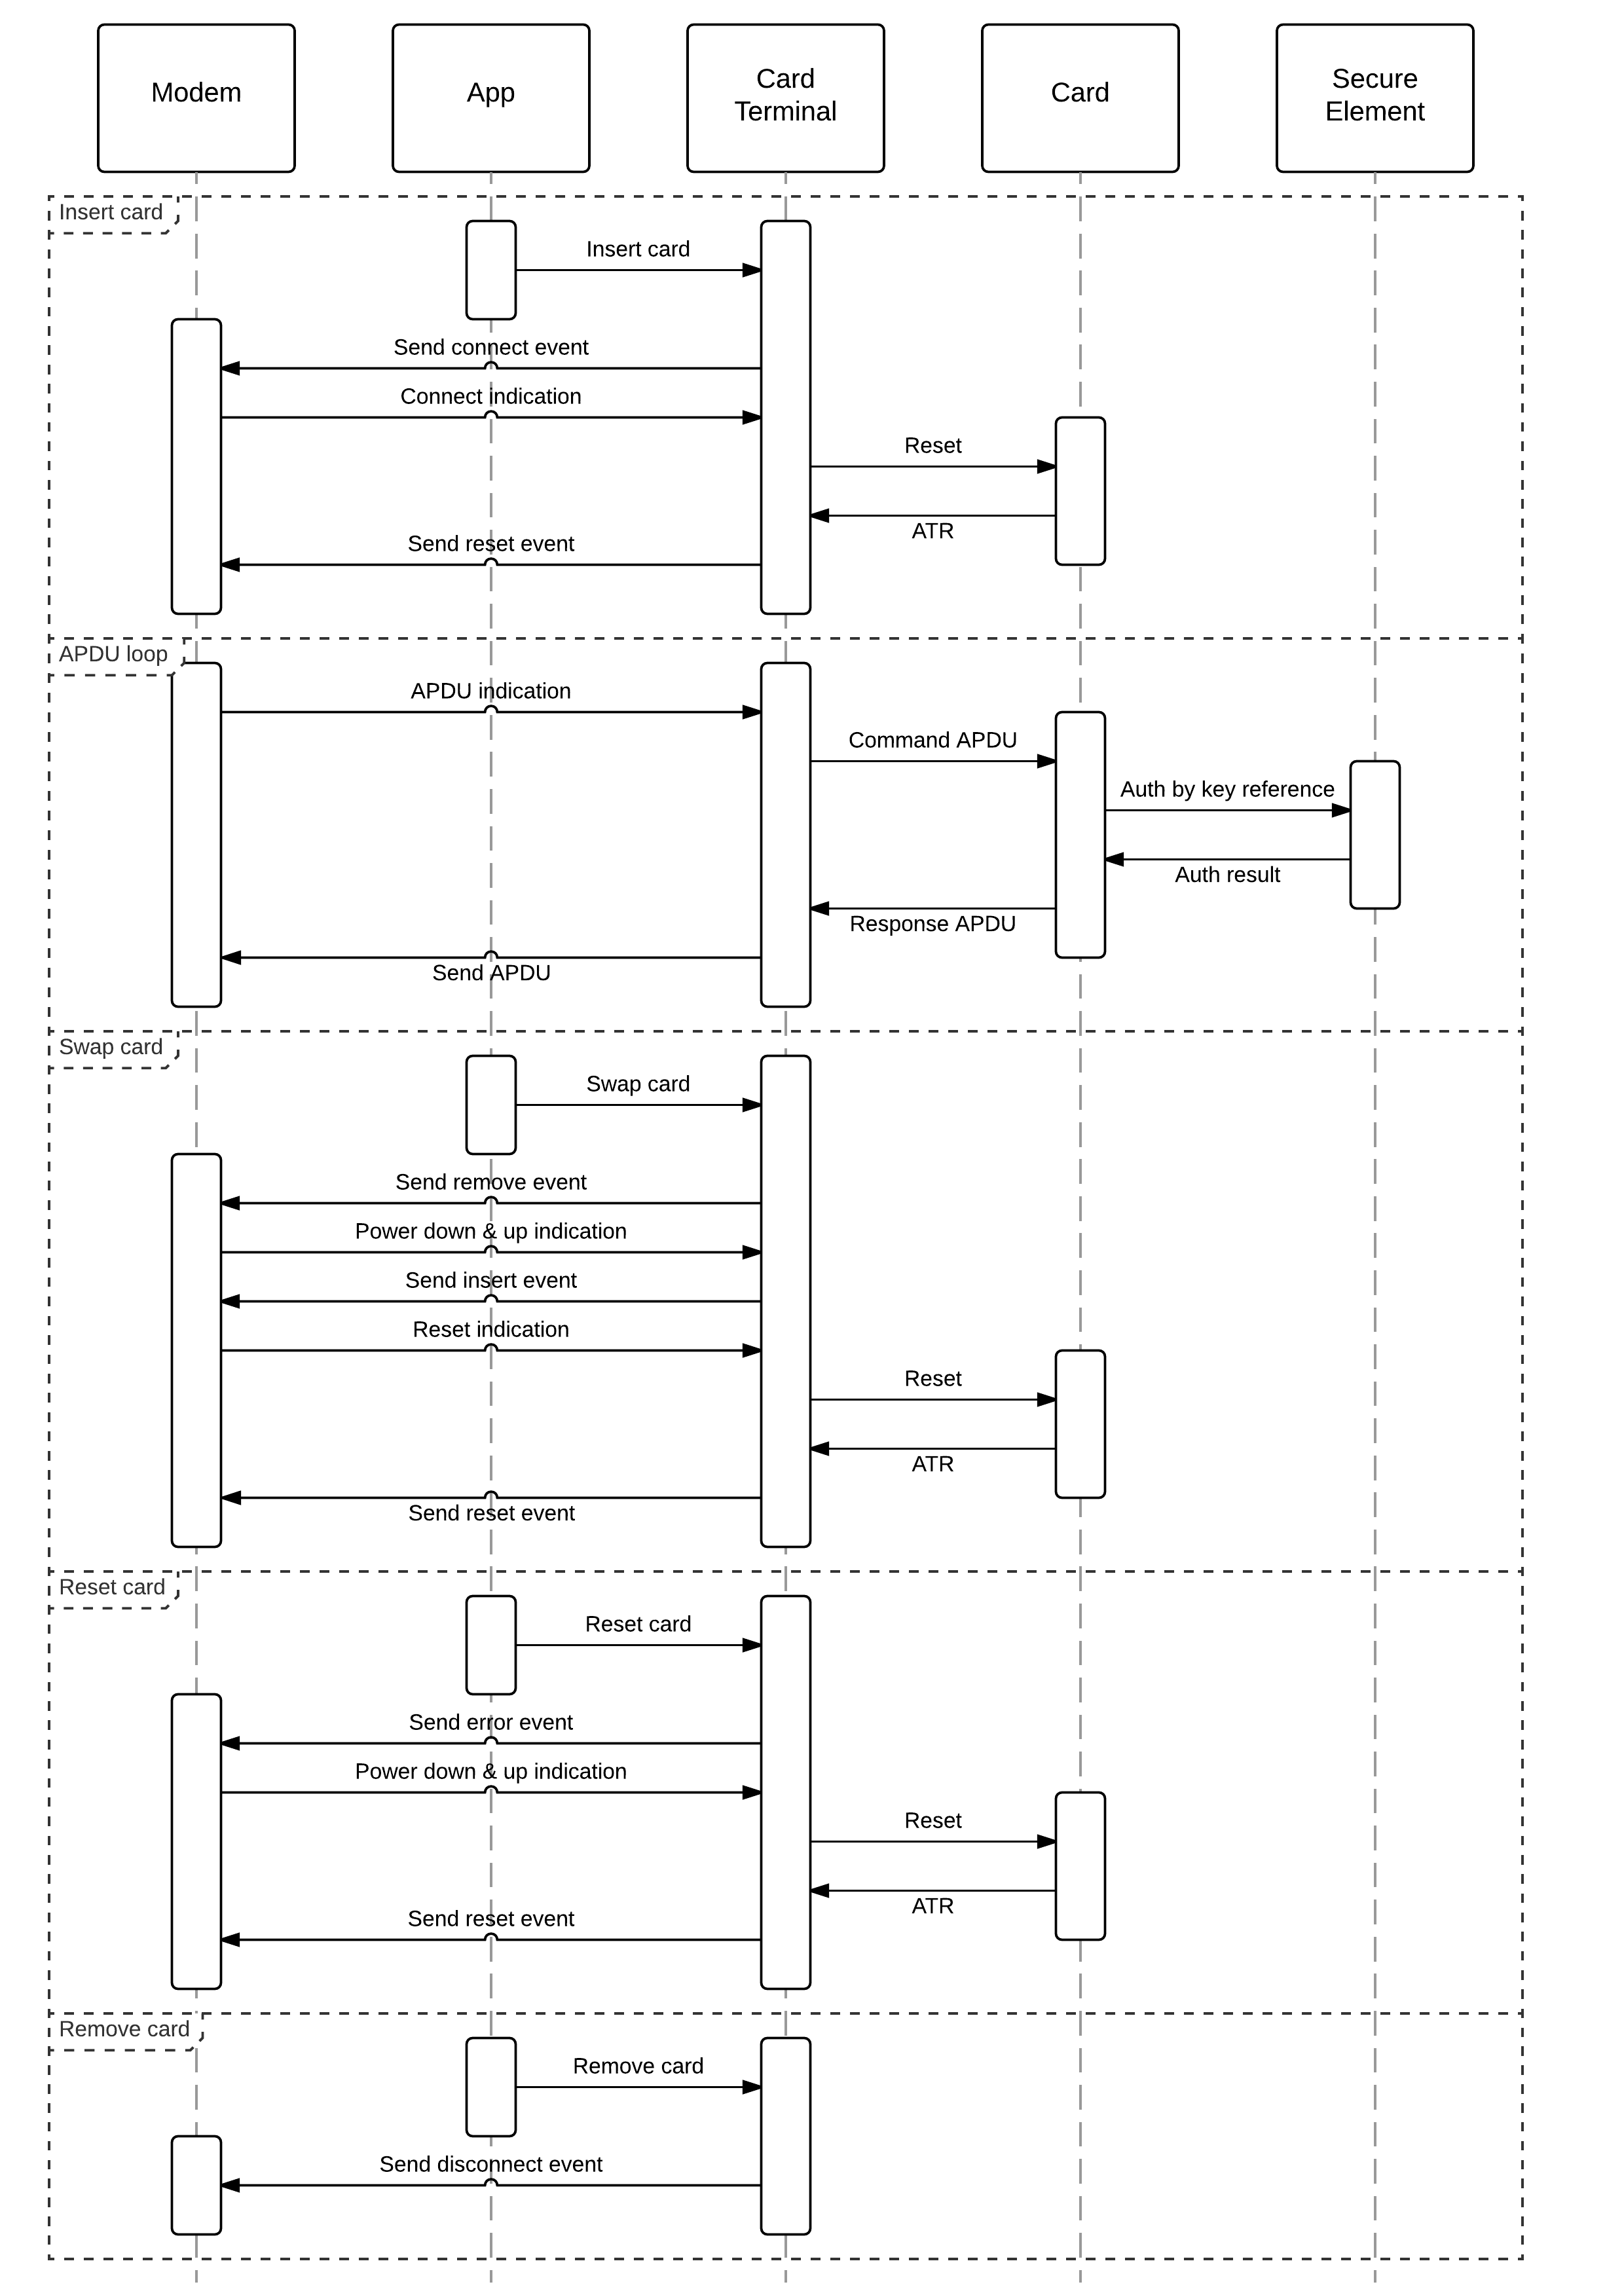 Modem
App
Card
Terminal
Card
Secure
Element
Insert card
Insert card
Send connect event
Connect indication
Reset
ATR
Send reset event
APDU loop
APDU indication
Command APDU
Auth by key reference
Auth result
Response APDU
Send APDU
Swap card
Swap card
Send remove event
Power down & up indication
Send insert event
Reset indication
Reset
ATR
Send reset event
Reset card
Reset card
Send error event
Power down & up indication
Reset
ATR
Send reset event
Remove card
Remove card
Send disconnect event